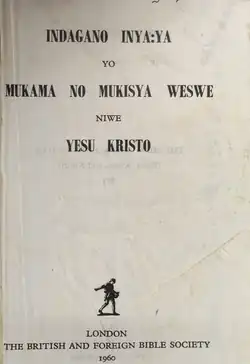 INDAGANO INYA:YA
YO
MUKAMA NO MUKISYA WESWE
NIWE
YESU KRISTO
LONDON
THE BRITISH AND FOREIGN BIBLE SOCIETY
1960